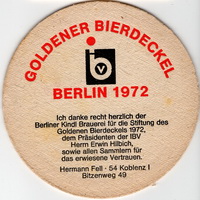 GOLDENER BIERDECKEL
ibv
BERLIN 1972
Ich danke recht herzlich der
Berliner Kindl Brauerei für die Stiftung des
Goldenen Bierdeckels 1972,
dem Präsidenten der IBV
Herrn Erwin Hilbich,
sowie allen Sammlern für
das erwiesene Vertrauen.
Hermann Fell · 54 Koblenz I
Bitzenweg 49